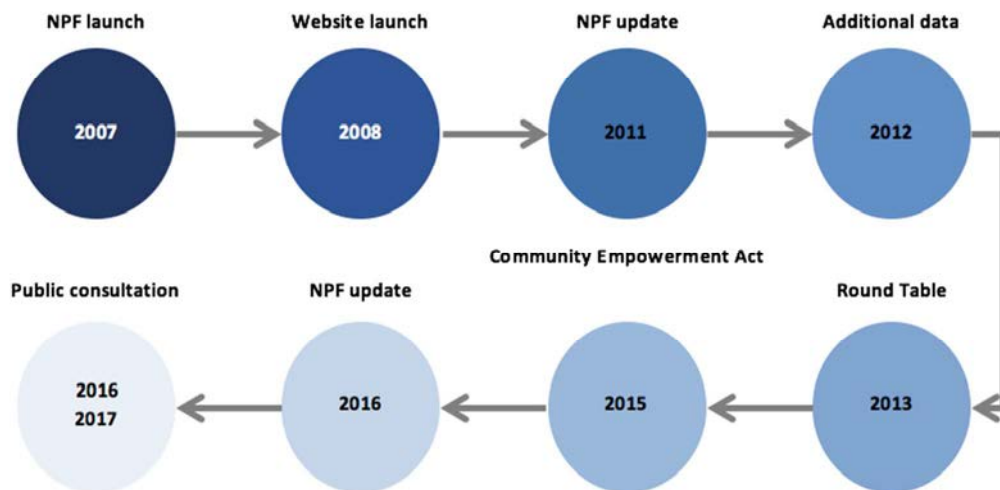 NPF launch
Website launch
NPF update
Additional data
2007
2008
2011
2012
Community Empowerment Act
Public consultation
NPF update
Round Table
2016
2017
2016
2015
2013